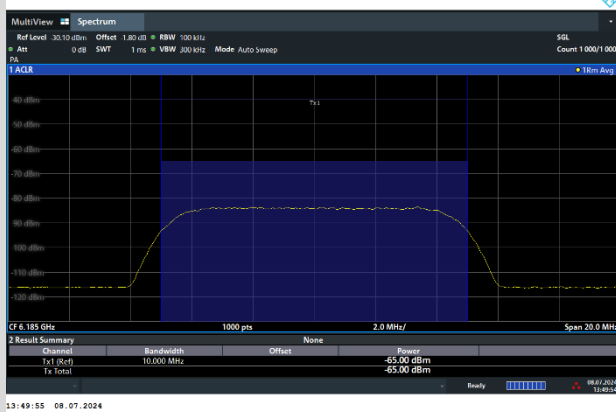 MultiView Spectrum
Ref Level -30.10 dBm Offset -1.80 dB RBW 100 kHz SGL
Att 0 dB SWT 1 ms VBW 300 kHz Mode Auto Sweep Count 1000/1000
PA
1 ACLR 1Rm Avg
Tx1
-40 dBm
-50 dBm
-60 dBm
-70 dBm
-80 dBm
-90 dBm
-100 dBm
-110 dBm
-120 dBm
CF 6.185 GHz 1000 pts 2.0 MHz/ Span 20.0 MHz
2 Result Summary None
Channel Bandwidth Offset Power
Tx1 (Ref) 10.000 MHz -65.00 dBm
Tx Total -65.00 dBm
Ready 08.07.2024
13:49:54
13:49:55 08.07.2024